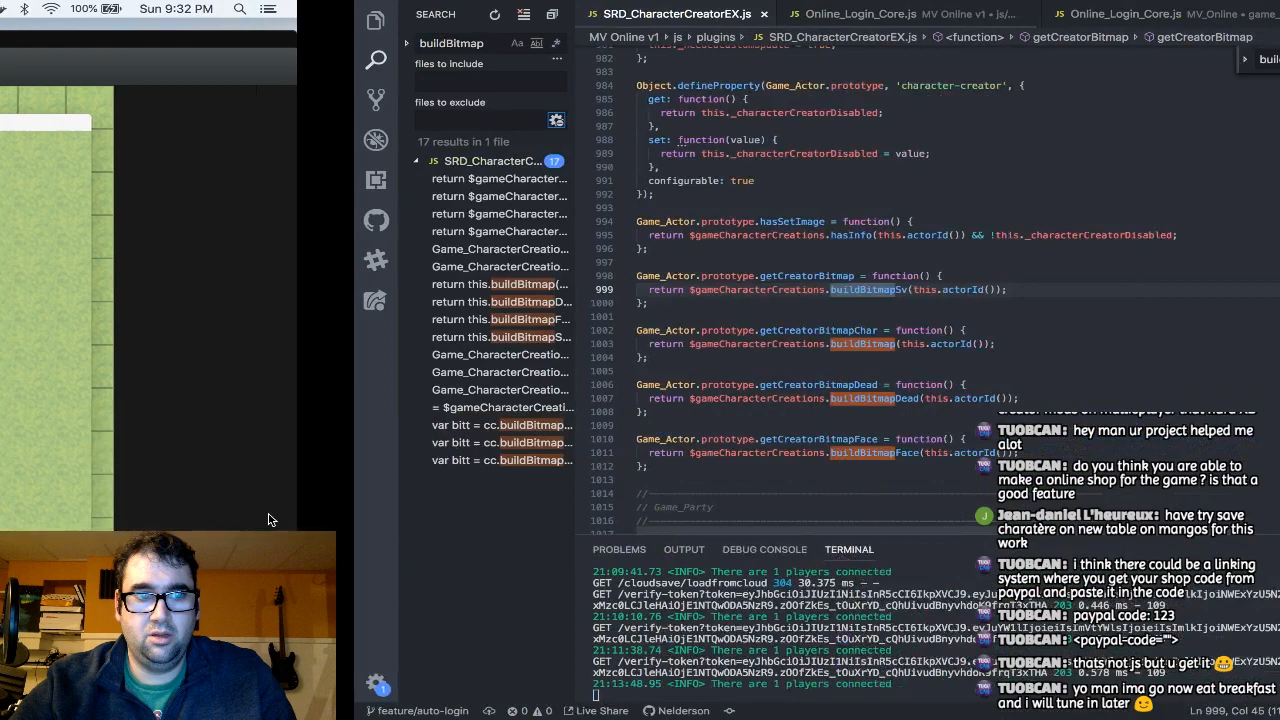 100%
Sun 9:32 PM
SEARCH
buildBitmap
Aa
Abl
files to include
files to exclude
17 results in 1 file
JS SRD_CharacterC... 17
return $gameCharacter...
return $gameCharacter...
return $gameCharacter...
return $gameCharacter...
Game_CharacterCreatio...
Game_CharacterCreatio...
return this.buildBitmap(...
return this.buildBitmapD...
return this.buildBitmapF...
return this.buildBitmapS...
Game_CharacterCreatio...
Game_CharacterCreatio...
Game_CharacterCreatio...
= $gameCharacterCreati...
var bitt = cc.buildBitmap...
var bitt = cc.buildBitmap...
var bitt = cc.buildBitmap...
JS SRD_CharacterCreatorEX.js
JS Online_Login_Core.js MV Online v1 • js/...
JS Online_Login_Core.js MV_Online • game_
MV Online v1 › js › plugins › JS SRD_CharacterCreatorEX.js › <function> › getCreatorBitmap › getCreatorBitmap
982 };
983
984 Object.defineProperty(Game_Actor.prototype, 'character-creator', {
985 get: function() {
986 return this._characterCreatorDisabled;
987 },
988 set: function(value) {
989 return this._characterCreatorDisabled = value;
990 },
991 configurable: true
992 });
993
994 Game_Actor.prototype.hasSetImage = function() {
995 return $gameCharacterCreations.hasInfo(this.actorId()) && !this._characterCreatorDisabled;
996 };
997
998 Game_Actor.prototype.getCreatorBitmap = function() {
999 return $gameCharacterCreations.buildBitmapSv(this.actorId());
1000 };
1001
1002 Game_Actor.prototype.getCreatorBitmapChar = function() {
1003 return $gameCharacterCreations.buildBitmap(this.actorId());
1004 };
1005
1006 Game_Actor.prototype.getCreatorBitmapDead = function() {
1007 return $gameCharacterCreations.buildBitmapDead(this.actorId());
1008 };
1009
1010 Game_Actor.prototype.getCreatorBitmapFace = function() {
1011 return $gameCharacterCreations.buildBitmapFace(this.actorId());
1012 };
1013
1014 //
1015 // Game_Party
1016 //
PROBLEMS OUTPUT DEBUG CONSOLE TERMINAL
21:09:41.73 <INFO> There are 1 players connected
GET /cloudsave/loadfromcloud 304 30.375 ms - -
21:10:10.76 <INFO> There are 1 players connected
21:11:38.74 <INFO> There are 1 players connected
21:13:48.95 <INFO> There are 1 players connected
TUOBCAN: hey man ur project helped me
alot
TUOBCAN: do you think you are able to
make a online shop for the game ? is that a
good feature
Jean-daniel L'heureux: have try save
charatère on new table on mangos for this
work
TUOBCAN: i think there could be a linking
system where you get your shop code from
paypal and paste it in the code
TUOBCAN: paypal code: 123
TUOBCAN: <paypal-code="">
TUOBCAN: thats not js but u get it 😁
TUOBCAN: yo man ima go now eat breakfast
and i will tune in later 😉
1
feature/auto-login
0
0
Live Share
Nelderson
Ln 999, Col 45 (11